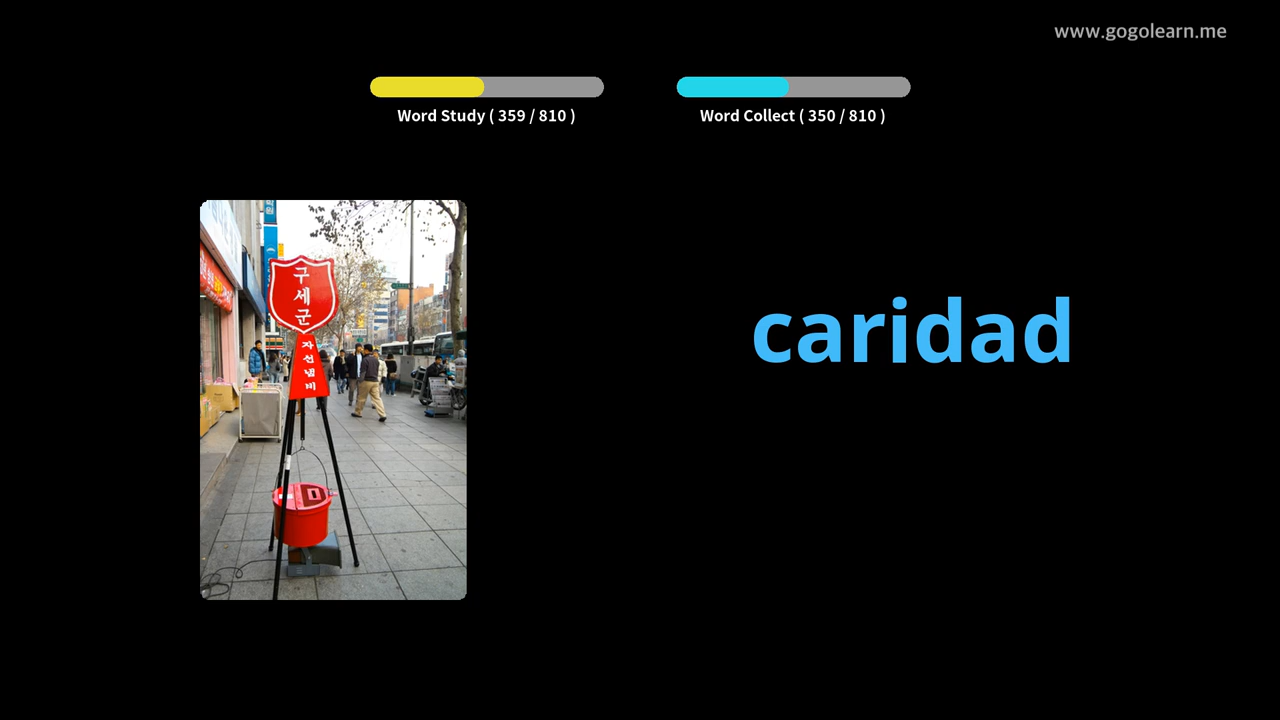 www.gogolearn.me
Word Study ( 359 / 810 )
Word Collect ( 350 / 810 )
구
세
군
자
선
냄
비
caridad